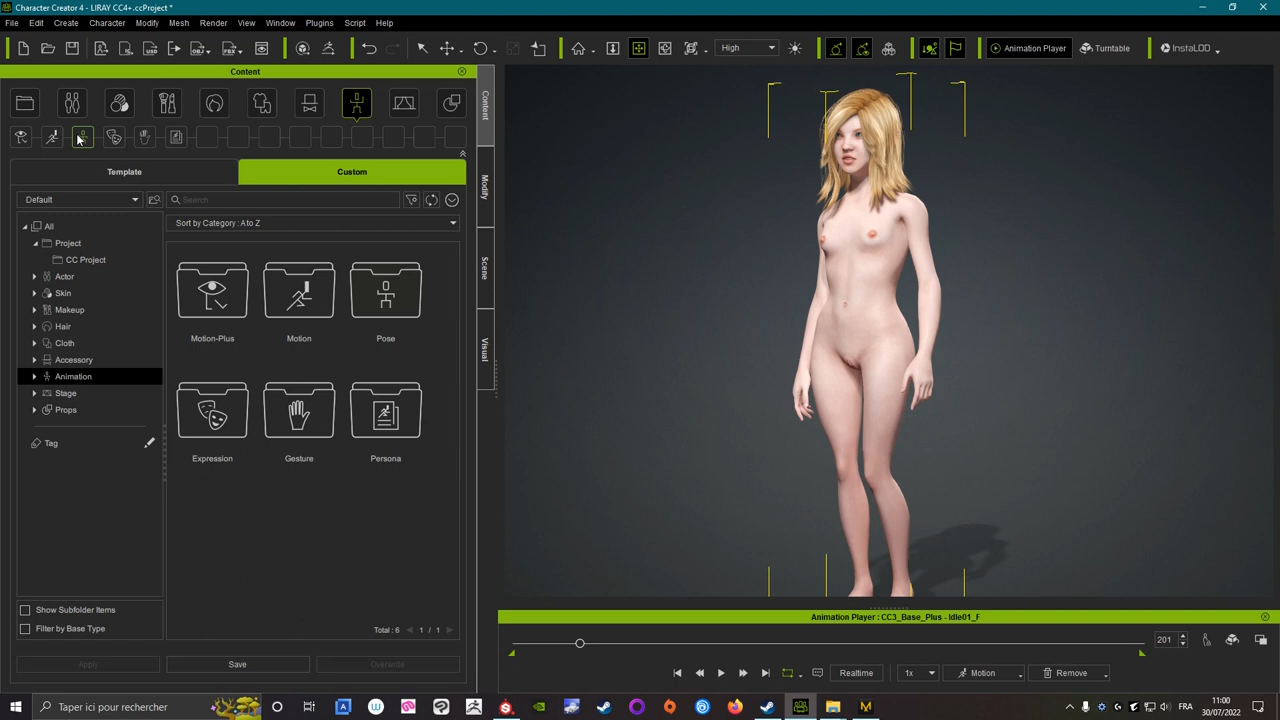 Character Creator 4 - LIRAY CC4+.ccProject *
File Edit Create Character Modify Mesh Render View Window Plugins Script Help
High Animation Player Turntable InstaLOD
Content
Template Custom
Default Search
Sort by Category : A to Z
All
Project
CC Project
Actor
Skin
Makeup
Hair
Cloth
Accessory
Animation
Stage
Props
Tag
Motion-Plus Motion Pose
Expression Gesture Persona
Show Subfolder Items
Filter by Base Type
Total : 6 1 / 1
Apply Save Overwrite
Content
Modify
Scene
Visual
Animation Player : CC3_Base_Plus - Idle01_F
201
Realtime 1x Motion Remove
Taper ici pour rechercher
FRA 11:00
30/07/2022